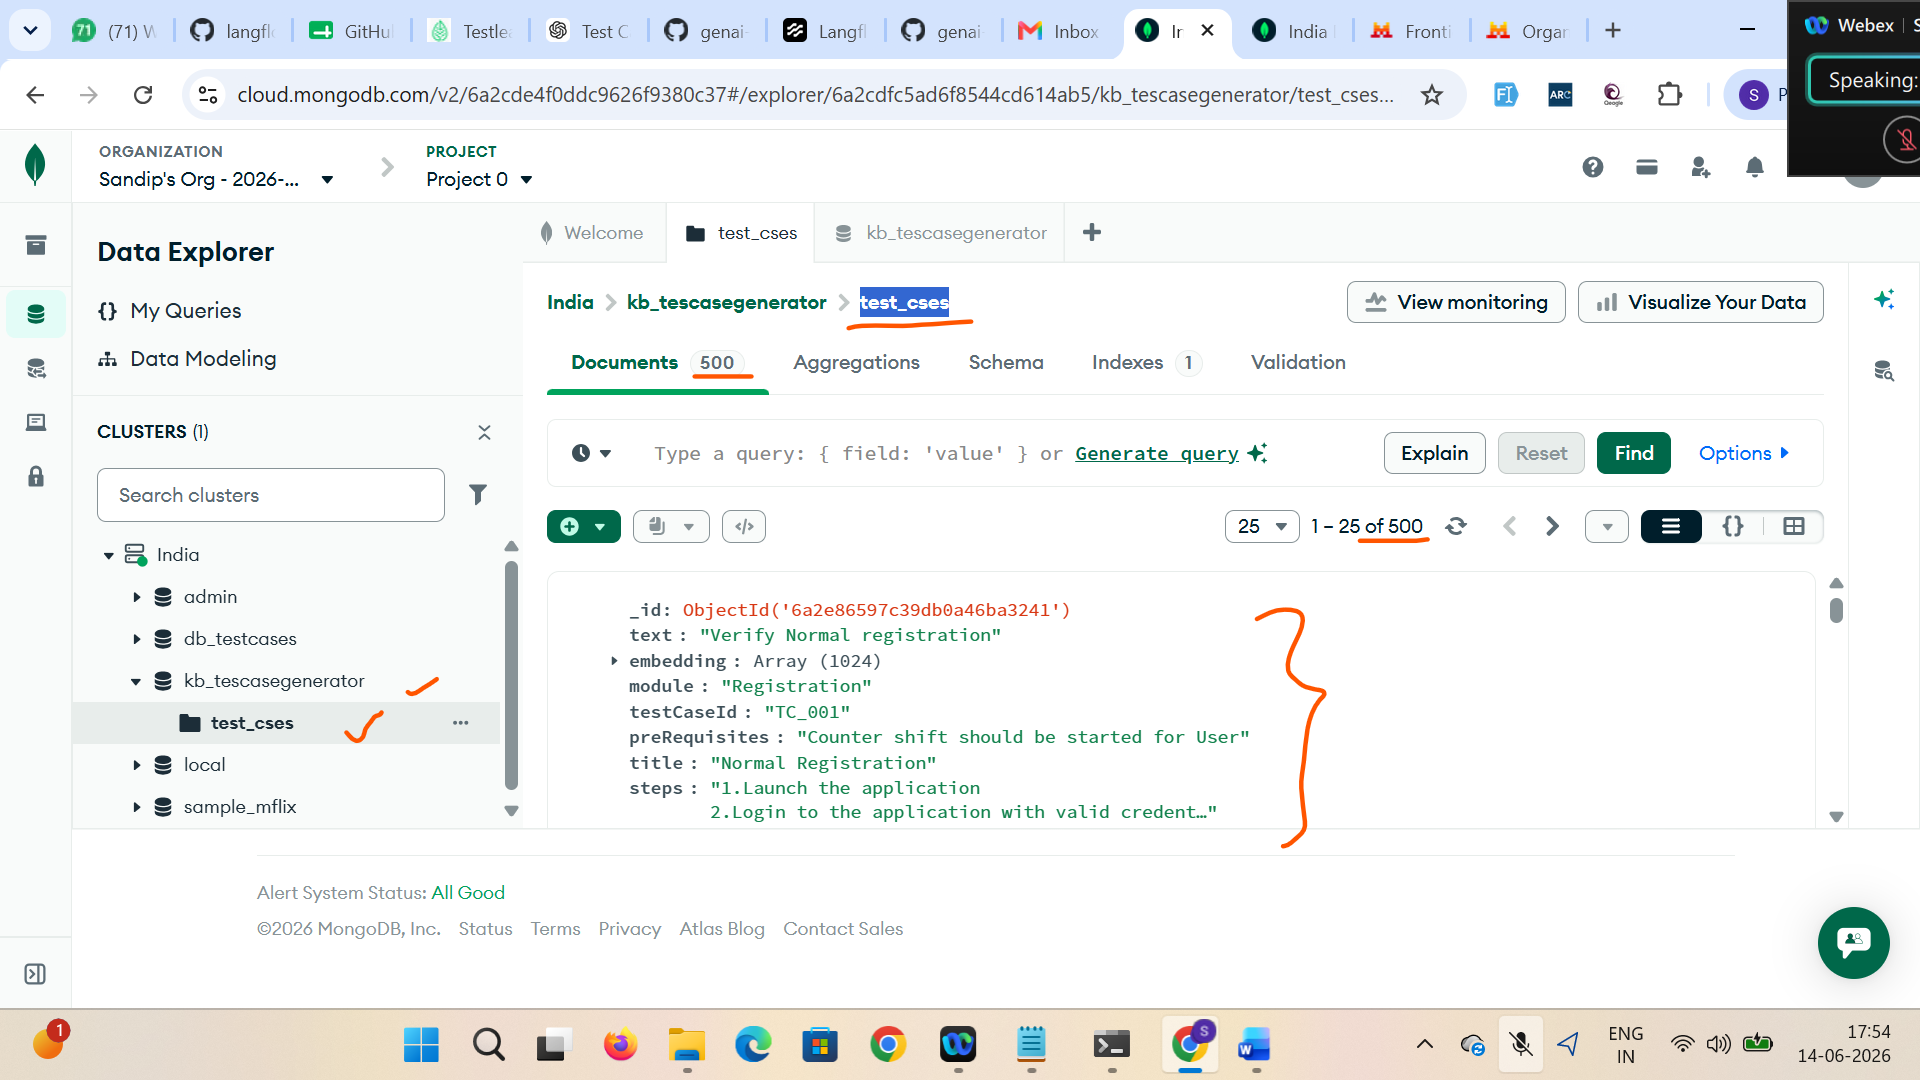 (71) W
langfl
GitHu
Testle
Test C
genai-
Langf
genai-
Inbox
Ir
India
Fronti
Organ
Webex
Speaking:
cloud.mongodb.com/v2/6a2cde4f0ddc9626f9380c37#/explorer/6a2cdfc5ad6f8544cd614ab5/kb_tescasegenerator/test_cses...
ARC
S
ORGANIZATION
Sandip's Org - 2026-...
PROJECT
Project 0
Data Explorer
My Queries
Data Modeling
CLUSTERS (1)
Search clusters
India
admin
db_testcases
kb_tescasegenerator
test_cses
local
sample_mflix
Welcome
test_cses
kb_tescasegenerator
India > kb_tescasegenerator > test_cses
View monitoring
Visualize Your Data
Documents 500
Aggregations
Schema
Indexes 1
Validation
Type a query: { field: 'value' } or Generate query
Explain
Reset
Find
Options
25
1 – 25 of 500
_id: ObjectId('6a2e86597c39db0a46ba3241')
text : "Verify Normal registration"
embedding : Array (1024)
module : "Registration"
testCaseId : "TC_001"
preRequisites : "Counter shift should be started for User"
title : "Normal Registration"
steps : "1.Launch the application
2.Login to the application with valid credent…"
Alert System Status: All Good
©2026 MongoDB, Inc. Status Terms Privacy Atlas Blog Contact Sales
1
S
ENG
IN
17:54
14-06-2026